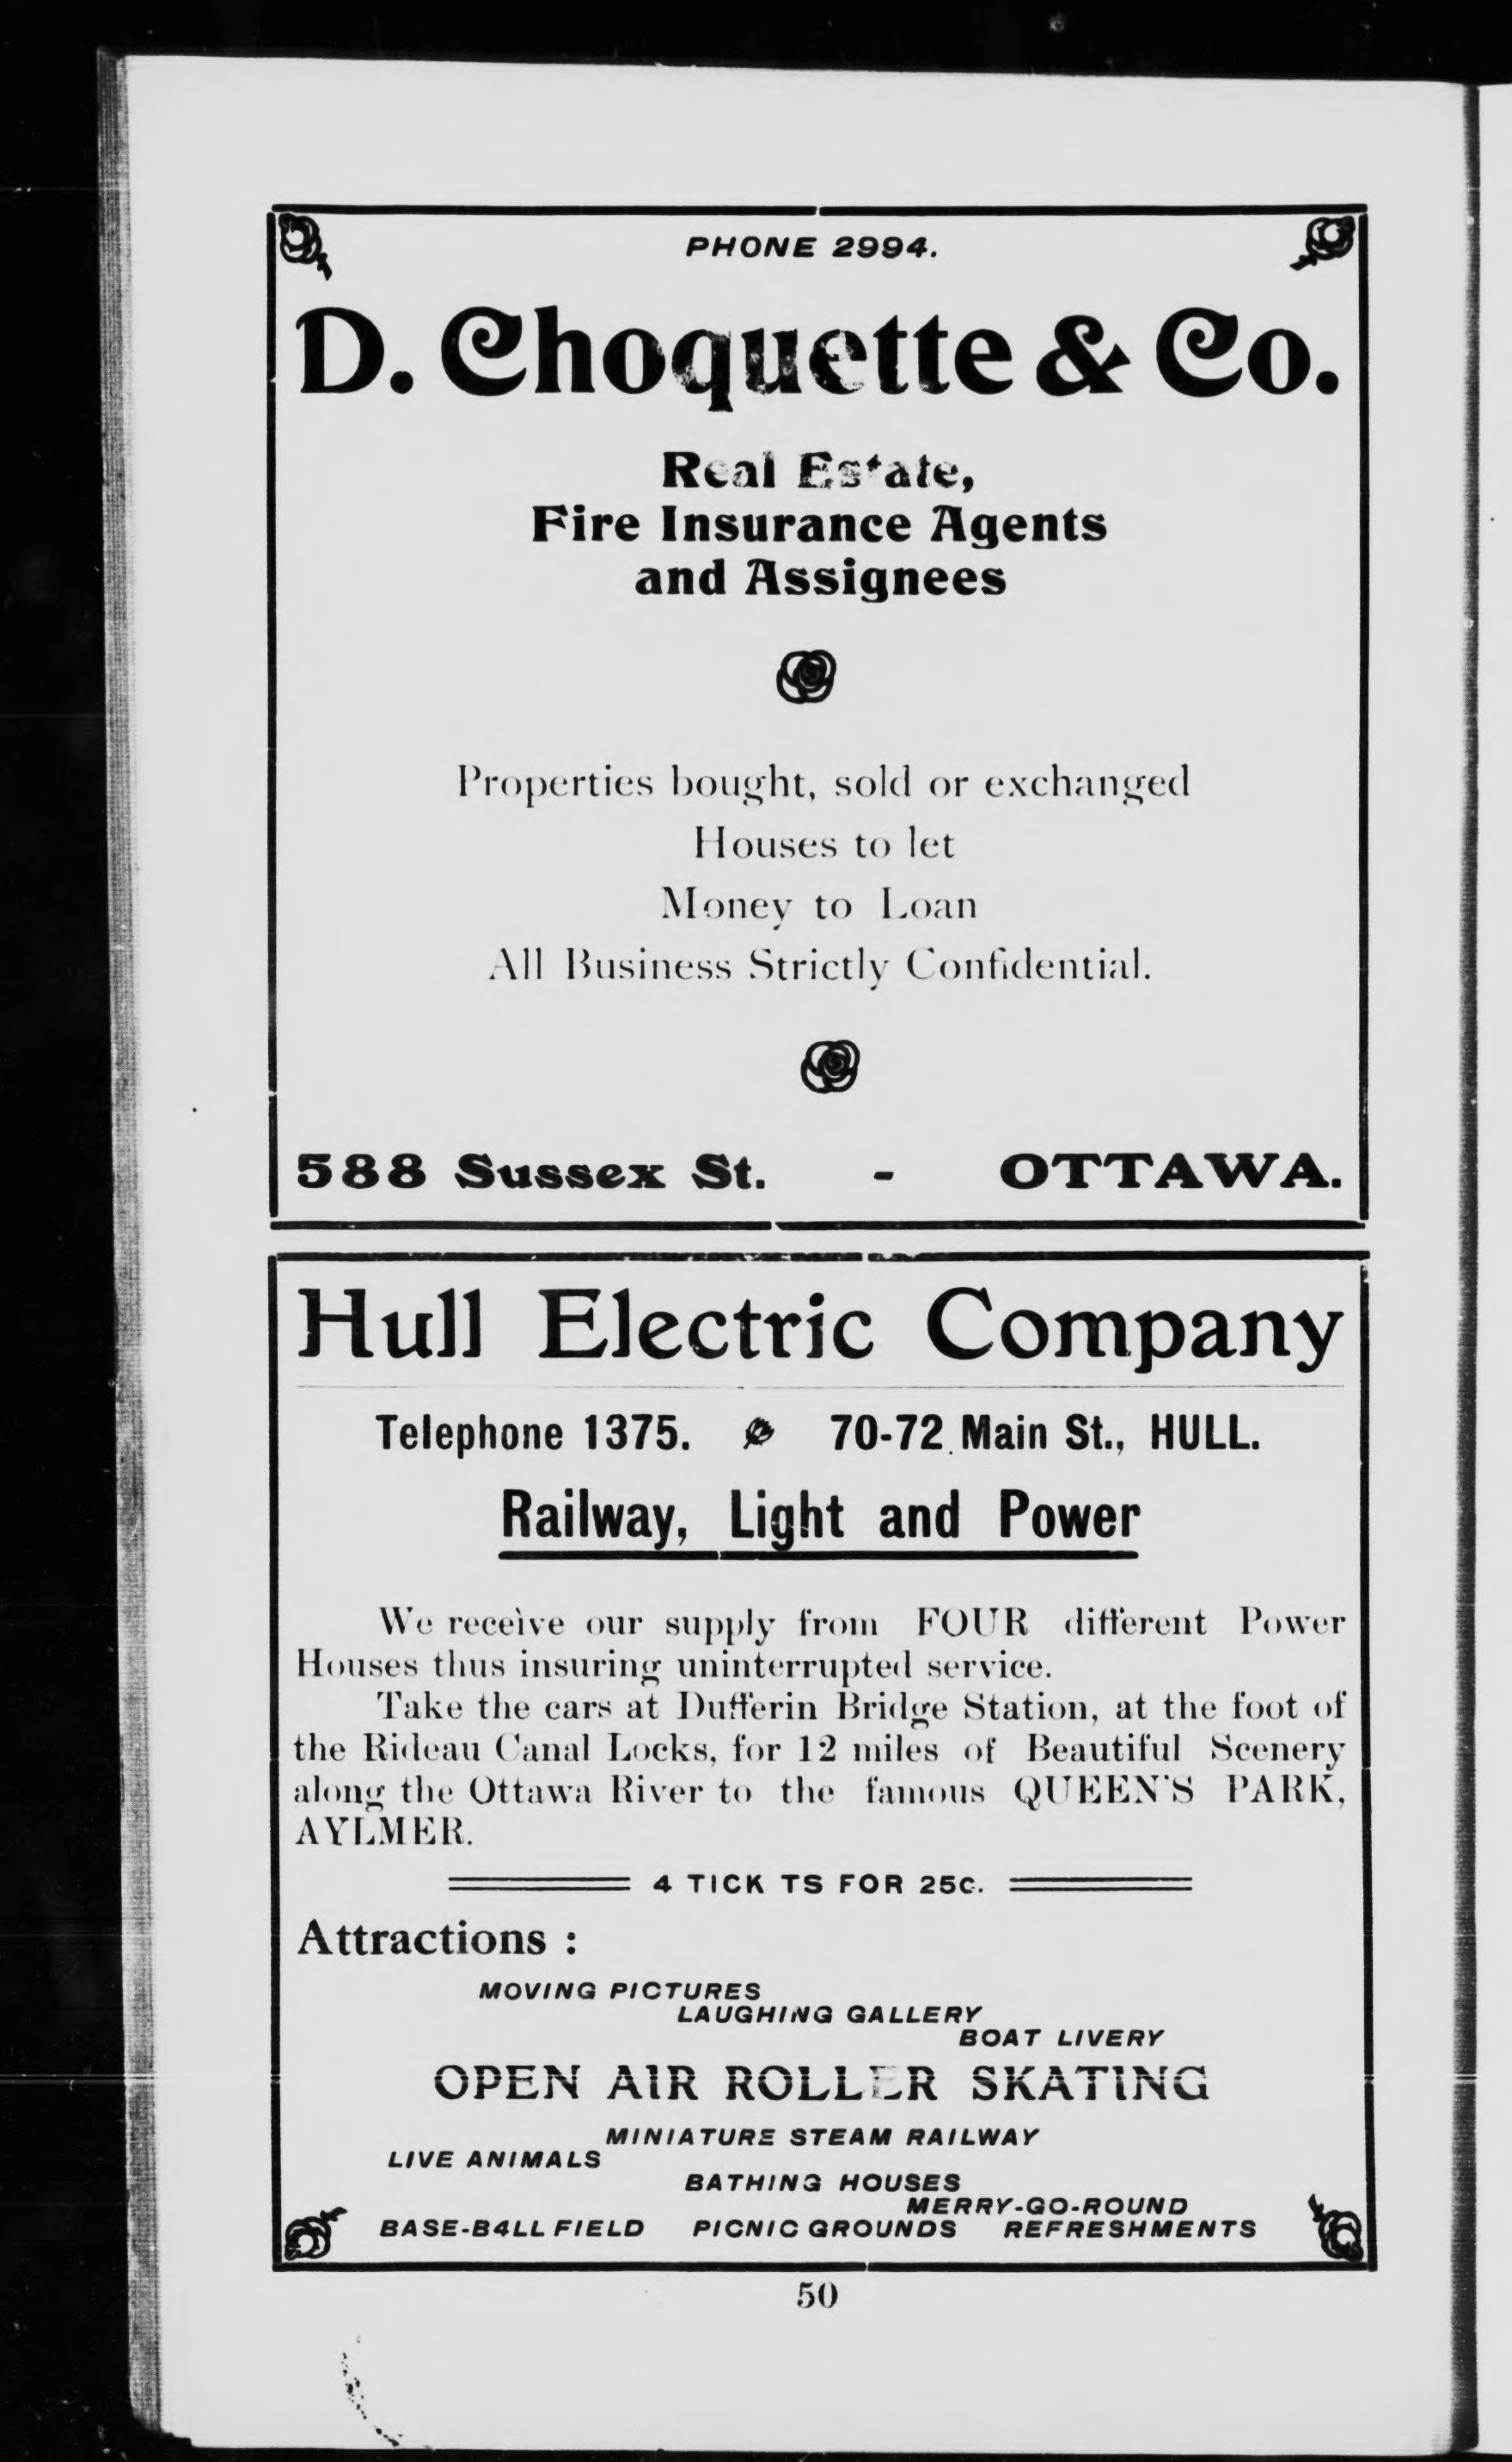 PHONE 2994.
D. Choquette & Co.
Real Estate,
Fire Insurance Agents
and Assignees
Properties bought, sold or exchanged
Houses to let
Money to Loan
All Business Strictly Confidential.
588 Sussex St. - OTTAWA.
Hull Electric Company
Telephone 1375. 70-72 Main St., HULL.
Railway, Light and Power
We receive our supply from FOUR different Power
Houses thus insuring uninterrupted service.
Take the cars at Dufferin Bridge Station, at the foot of
the Rideau Canal Locks, for 12 miles of Beautiful Scenery
along the Ottawa River to the famous QUEEN'S PARK,
AYLMER.
4 TICK TS FOR 25c.
Attractions :
MOVING PICTURES
LAUGHING GALLERY
BOAT LIVERY
OPEN AIR ROLLER SKATING
MINIATURE STEAM RAILWAY
LIVE ANIMALS
BATHING HOUSES
MERRY-GO-ROUND
BASE-B4LL FIELD PICNIC GROUNDS REFRESHMENTS
50